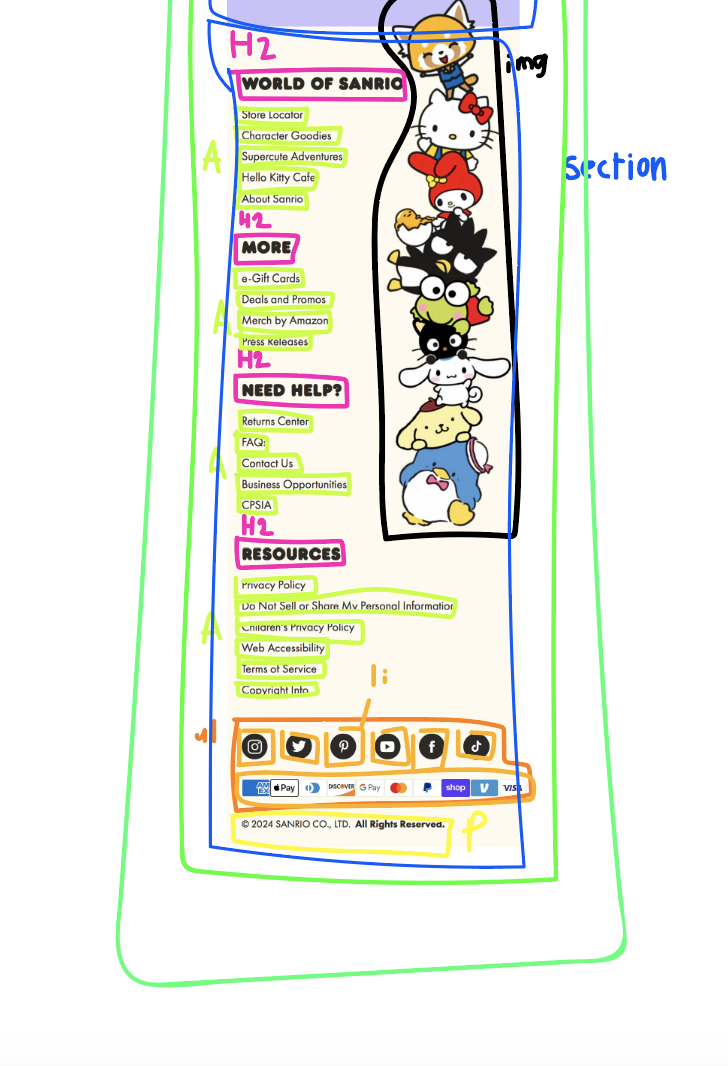 H2
img
WORLD OF SANRIO
Store Locator
Character Goodies
A
Supercute Adventures
section
Hello Kitty Cafe
About Sanrio
H2
MORE
e-Gift Cards
Deals and Promos
A
Merch by Amazon
Press Releases
H2
NEED HELP?
Returns Center
FAQs
A
Contact Us
Business Opportunities
CPSIA
H2
RESOURCES
Privacy Policy
Do Not Sell or Share My Personal Information
A
Children's Privacy Policy
Web Accessibility
Terms of Service
Copyright Info
li
ul
AM EX Pay DISCOVER G Pay shop V VISA
© 2024 SANRIO CO., LTD. All Rights Reserved.
P